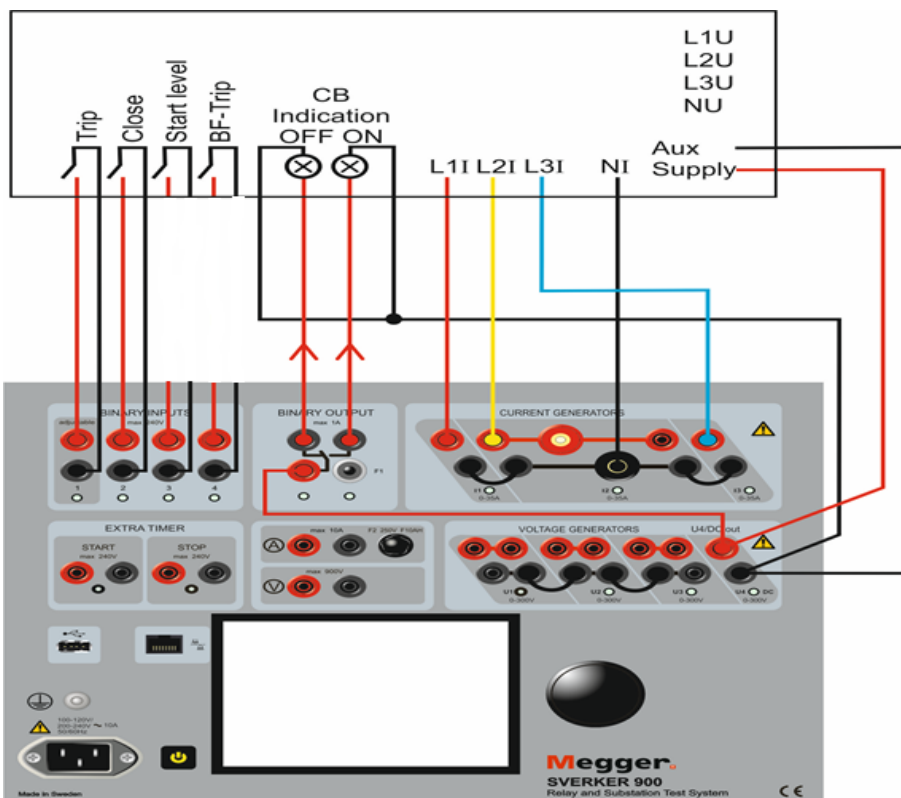 L1U
L2U
L3U
NU
Trip
Close
Start level
BF-Trip
CB
Indication
OFF ON
L1I L2I L3I NI
Aux
Supply
BINARY INPUTS
adjustable
max 240V
1 2 3 4
BINARY OUTPUT
max 1A
F1
CURRENT GENERATORS
I1
0-35A
I2
0-35A
I3
0-35A
EXTRA TIMER
START
max 240V
STOP
max 240V
max 10A
F2 250V F10AH
A
max 900V
V
VOLTAGE GENERATORS
U4/DC out
U1
0-300V
U2
0-300V
U3
0-300V
U4 DC
0-300V
100-120V/
200-240V ~ 10A
50/60Hz
Megger
SVERKER 900
Relay and Substation Test System
Made in Sweden
CE